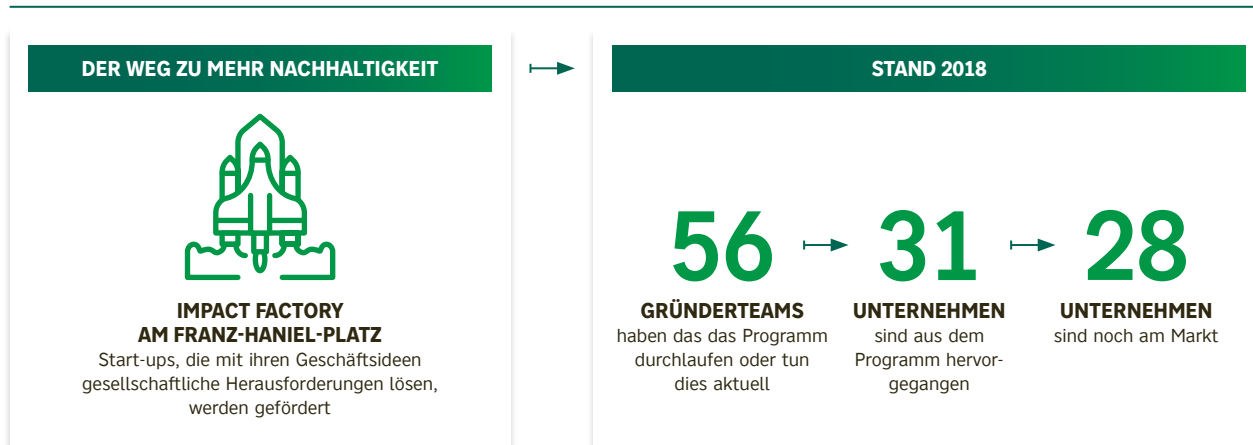 DER WEG ZU MEHR NACHHALTIGKEIT
IMPACT FACTORY
AM FRANZ-HANIEL-PLATZ
Start-ups, die mit ihren Geschäftsideen
gesellschaftliche Herausforderungen lösen,
werden gefördert
STAND 2018
56
GRÜNDERTEAMS
haben das das Programm
durchlaufen oder tun
dies aktuell
31
UNTERNEHMEN
sind aus dem
Programm hervor-
gegangen
28
UNTERNEHMEN
sind noch am Markt